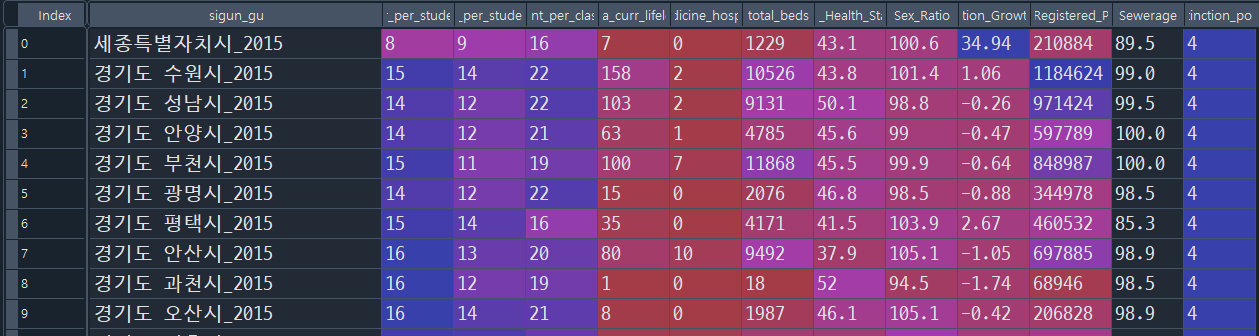 Index sigun_gu :_per_stude _per_stude nt_per_clas a_curr_lifel dicine_hosp total_beds _Health_Sta Sex_Ratio tion_Growt Registered_P Sewerage tinction_po
0 세종특별자치시_2015 8 9 16 7 0 1229 43.1 100.6 34.94 210884 89.5 4
1 경기도 수원시_2015 15 14 22 158 2 10526 43.8 101.4 1.06 1184624 99.0 4
2 경기도 성남시_2015 14 12 22 103 2 9131 50.1 98.8 -0.26 971424 99.5 4
3 경기도 안양시_2015 14 12 21 63 1 4785 45.6 99 -0.47 597789 100.0 4
4 경기도 부천시_2015 15 11 19 100 7 11868 45.5 99.9 -0.64 848987 100.0 4
5 경기도 광명시_2015 14 12 22 15 0 2076 46.8 98.5 -0.88 344978 98.5 4
6 경기도 평택시_2015 15 14 16 35 0 4171 41.5 103.9 2.67 460532 85.3 4
7 경기도 안산시_2015 16 13 20 80 10 9492 37.9 105.1 -1.05 697885 98.9 4
8 경기도 과천시_2015 16 12 19 1 0 18 52 94.5 -1.74 68946 98.5 4
9 경기도 오산시_2015 16 14 21 8 0 1987 46.1 105.1 -0.42 206828 98.9 4